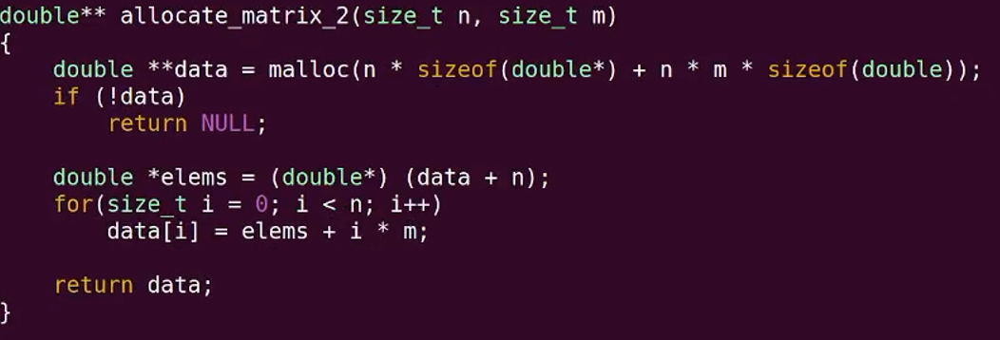 double** allocate_matrix_2(size_t n, size_t m)
{
    double **data = malloc(n * sizeof(double*) + n * m * sizeof(double));
    if (!data)
        return NULL;

    double *elems = (double*) (data + n);
    for(size_t i = 0; i < n; i++)
        data[i] = elems + i * m;

    return data;
}